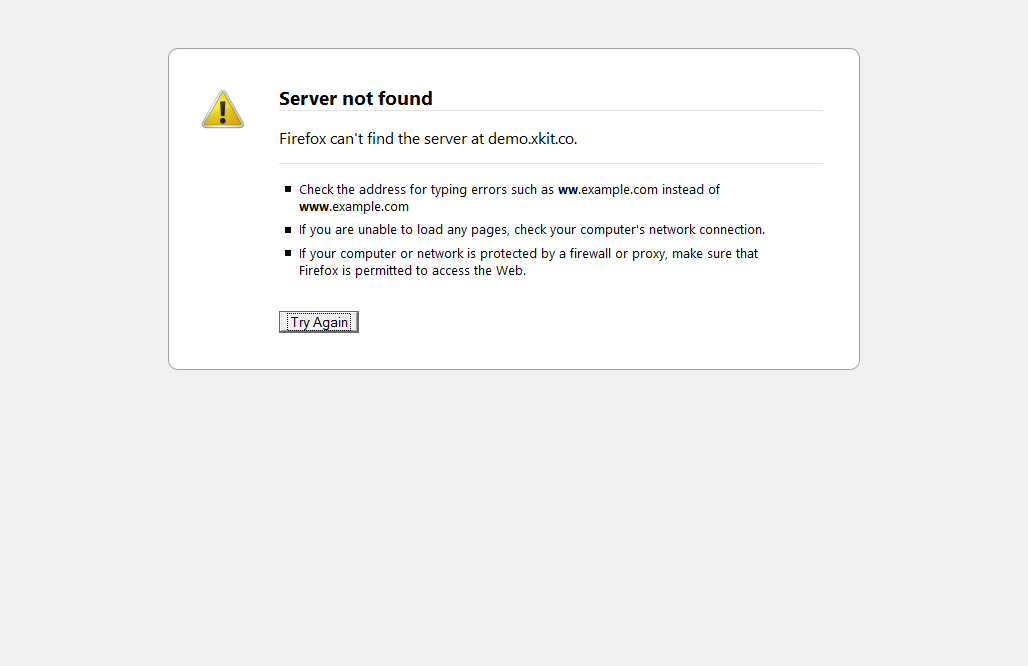 Server not found
Firefox can't find the server at demo.xkit.co.
Check the address for typing errors such as ww.example.com instead of
www.example.com
If you are unable to load any pages, check your computer's network connection.
If your computer or network is protected by a firewall or proxy, make sure that
Firefox is permitted to access the Web.
Try Again